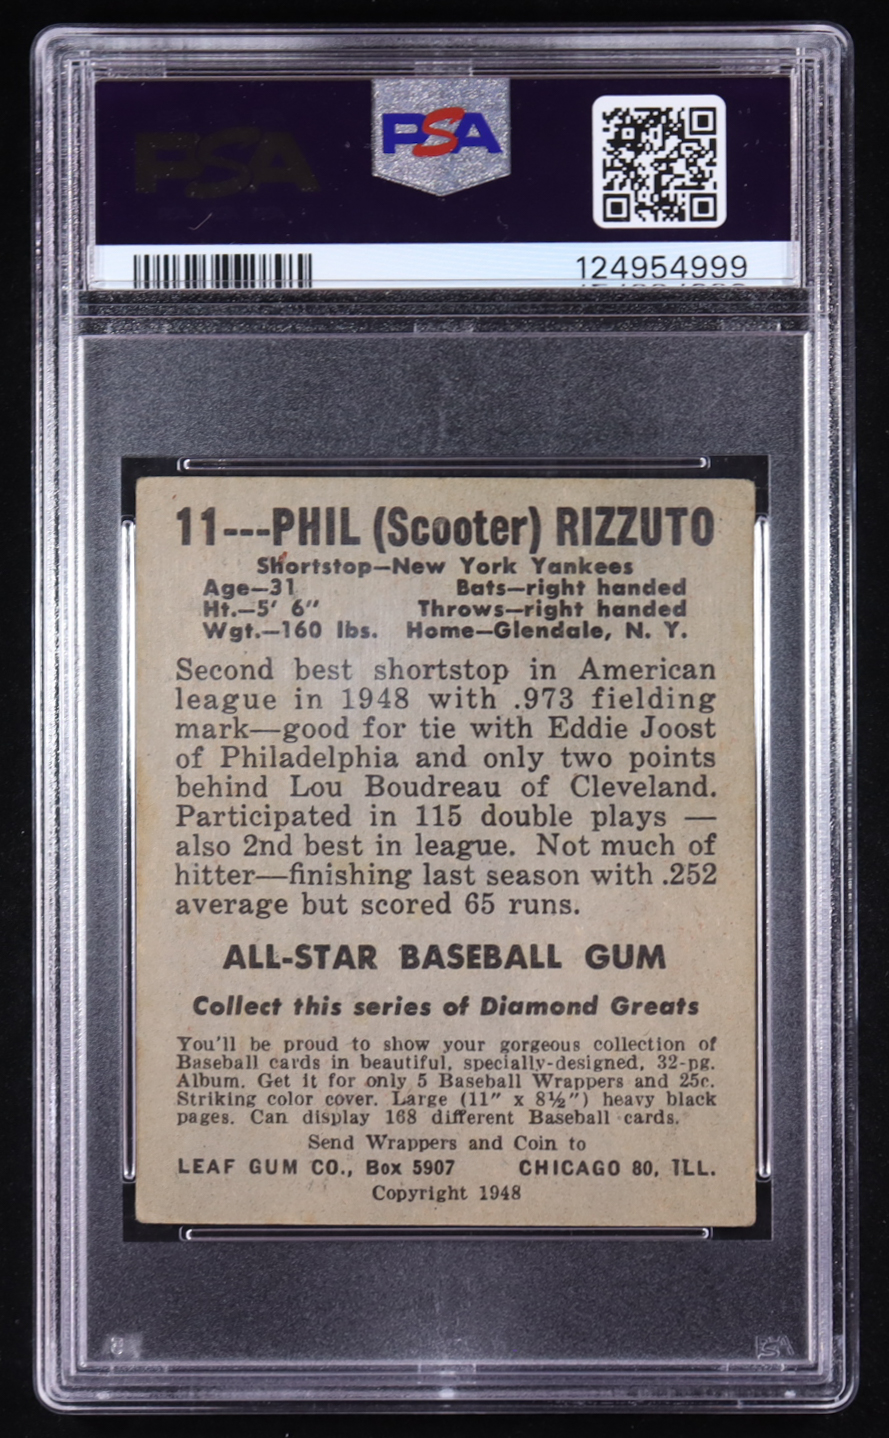 PSA
PSA
124954999
11---PHIL (Scooter) RIZZUTO
Shortstop—New York Yankees
Age—31 Bats—right handed
Ht.—5' 6" Throws—right handed
Wgt.—160 lbs. Home—Glendale, N. Y.
Second best shortstop in American
league in 1948 with .973 fielding
mark—good for tie with Eddie Joost
of Philadelphia and only two points
behind Lou Boudreau of Cleveland.
Participated in 115 double plays —
also 2nd best in league. Not much of
hitter—finishing last season with .252
average but scored 65 runs.
ALL-STAR BASEBALL GUM
Collect this series of Diamond Greats
You'll be proud to show your gorgeous collection of
Baseball cards in beautiful, specially-designed, 32-pg.
Album. Get it for only 5 Baseball Wrappers and 25c.
Striking color cover. Large (11" x 8½") heavy black
pages. Can display 168 different Baseball cards.
Send Wrappers and Coin to
LEAF GUM CO., Box 5907 CHICAGO 80, ILL.
Copyright 1948
PSA